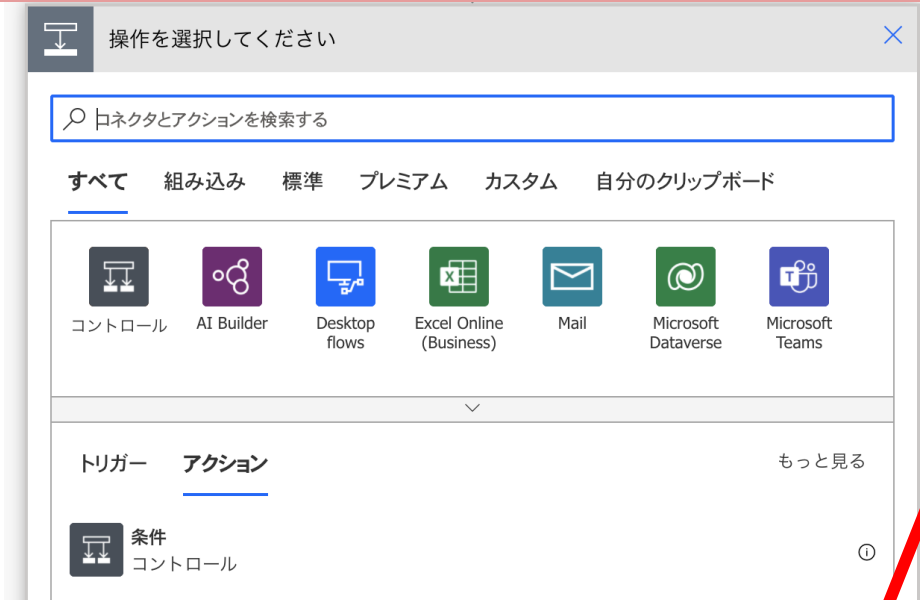 操作を選択してください
コネクタとアクションを検索する
すべて 組み込み 標準 プレミアム カスタム 自分のクリップボード
コントロール AI Builder Desktop flows Excel Online (Business) Mail Microsoft Dataverse Microsoft Teams
トリガー アクション もっと見る
条件
コントロール